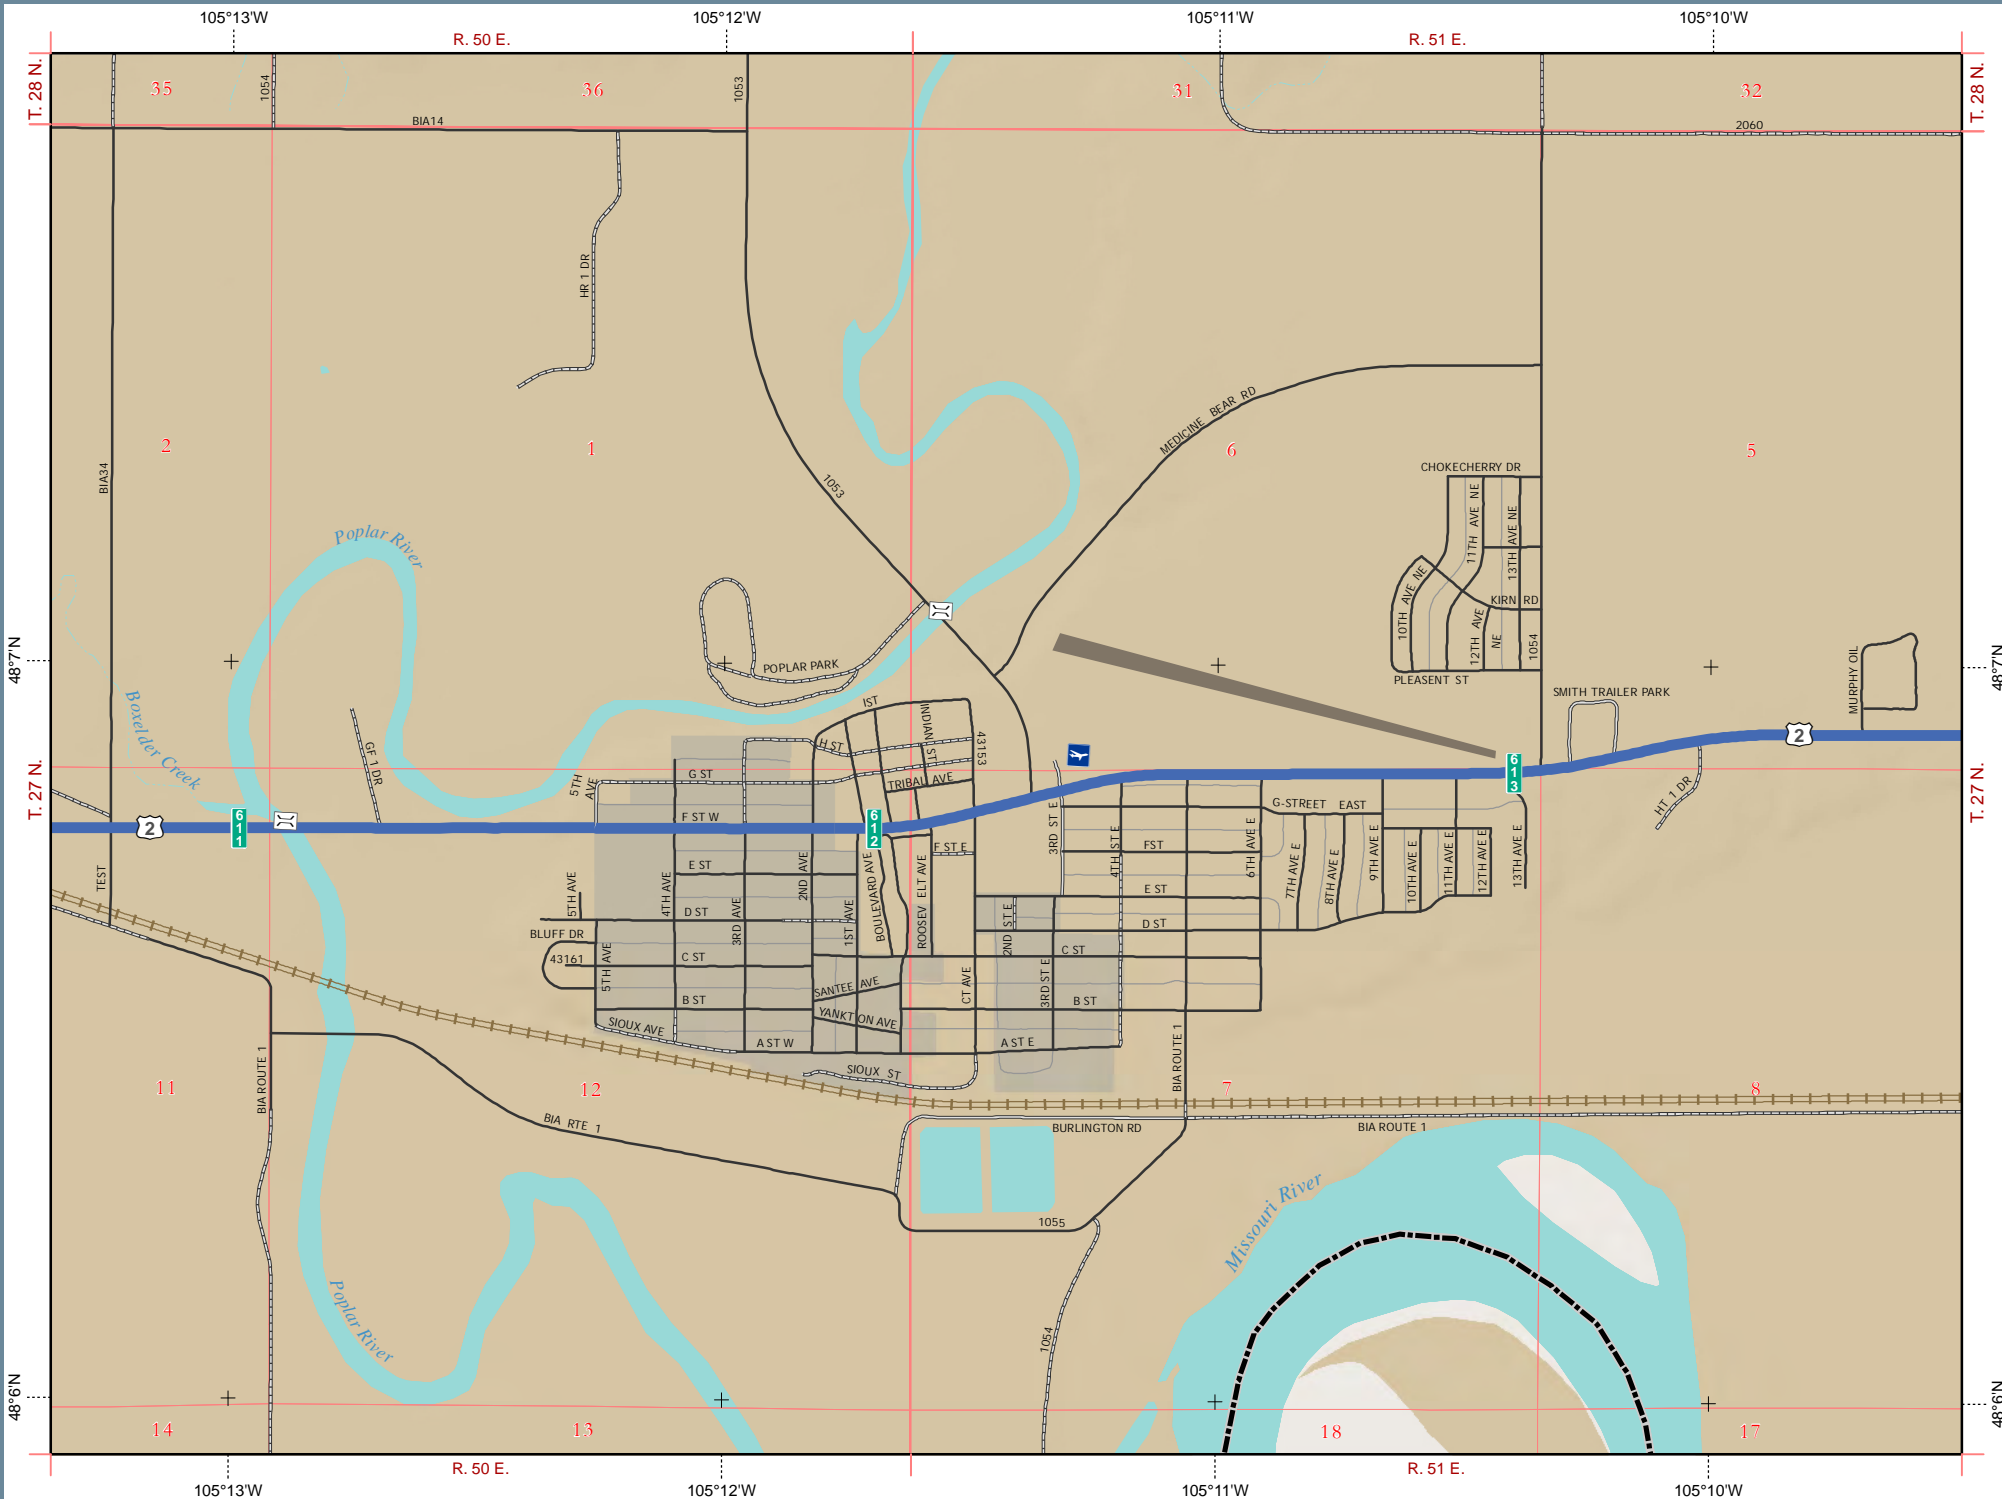 105°13'W
105°12'W
105°11'W
105°10'W
R. 50 E.
R. 51 E.
T. 28 N.
T. 28 N.
35
1054
36
1053
31
32
BIA14
2060
HR 1 DR
2
1
6
5
BIA34
1053
MEDICINE BEAR RD
CHOKECHERRY DR
11TH AVE NE
13TH AVE NE
10TH AVE NE
KIRN RD
12TH AVE NE
1054
PLEASENT ST
Poplar River
48°7'N
48°7'N
POPLAR PARK
SMITH TRAILER PARK
MURPHY OIL
Boxelder Creek
GF 1 DR
IST
INDIAN ST
H ST
43153
5TH AVE
G ST
TRIBAL AVE
2
613
HT 1 DR
T. 27 N.
T. 27 N.
2
611
F ST W
612
3RD ST E
G-STREET EAST
F ST E
4TH ST E
FST
6TH AVE E
7TH AVE E
8TH AVE E
9TH AVE E
10TH AVE E
11TH AVE E
12TH AVE E
13TH AVE E
TEST
E ST
5TH AVE
4TH AVE
3RD AVE
2ND AVE
1ST AVE
BOULEVARD AVE
ROOSEV ELT AVE
E ST
D ST
2ND ST E
D ST
BLUFF DR
43161
5TH AVE
C ST
C ST
CT AVE
3RD ST E
SANTEE AVE
B ST
B ST
YANKTON AVE
SIOUX AVE
A ST W
A ST E
SIOUX ST
BIA ROUTE 1
BIA ROUTE 1
11
12
7
8
BIA RTE 1
BURLINGTON RD
BIA ROUTE 1
Missouri River
1055
Poplar River
1054
48°6'N
48°6'N
14
13
18
17
R. 50 E.
R. 51 E.
105°13'W
105°12'W
105°11'W
105°10'W